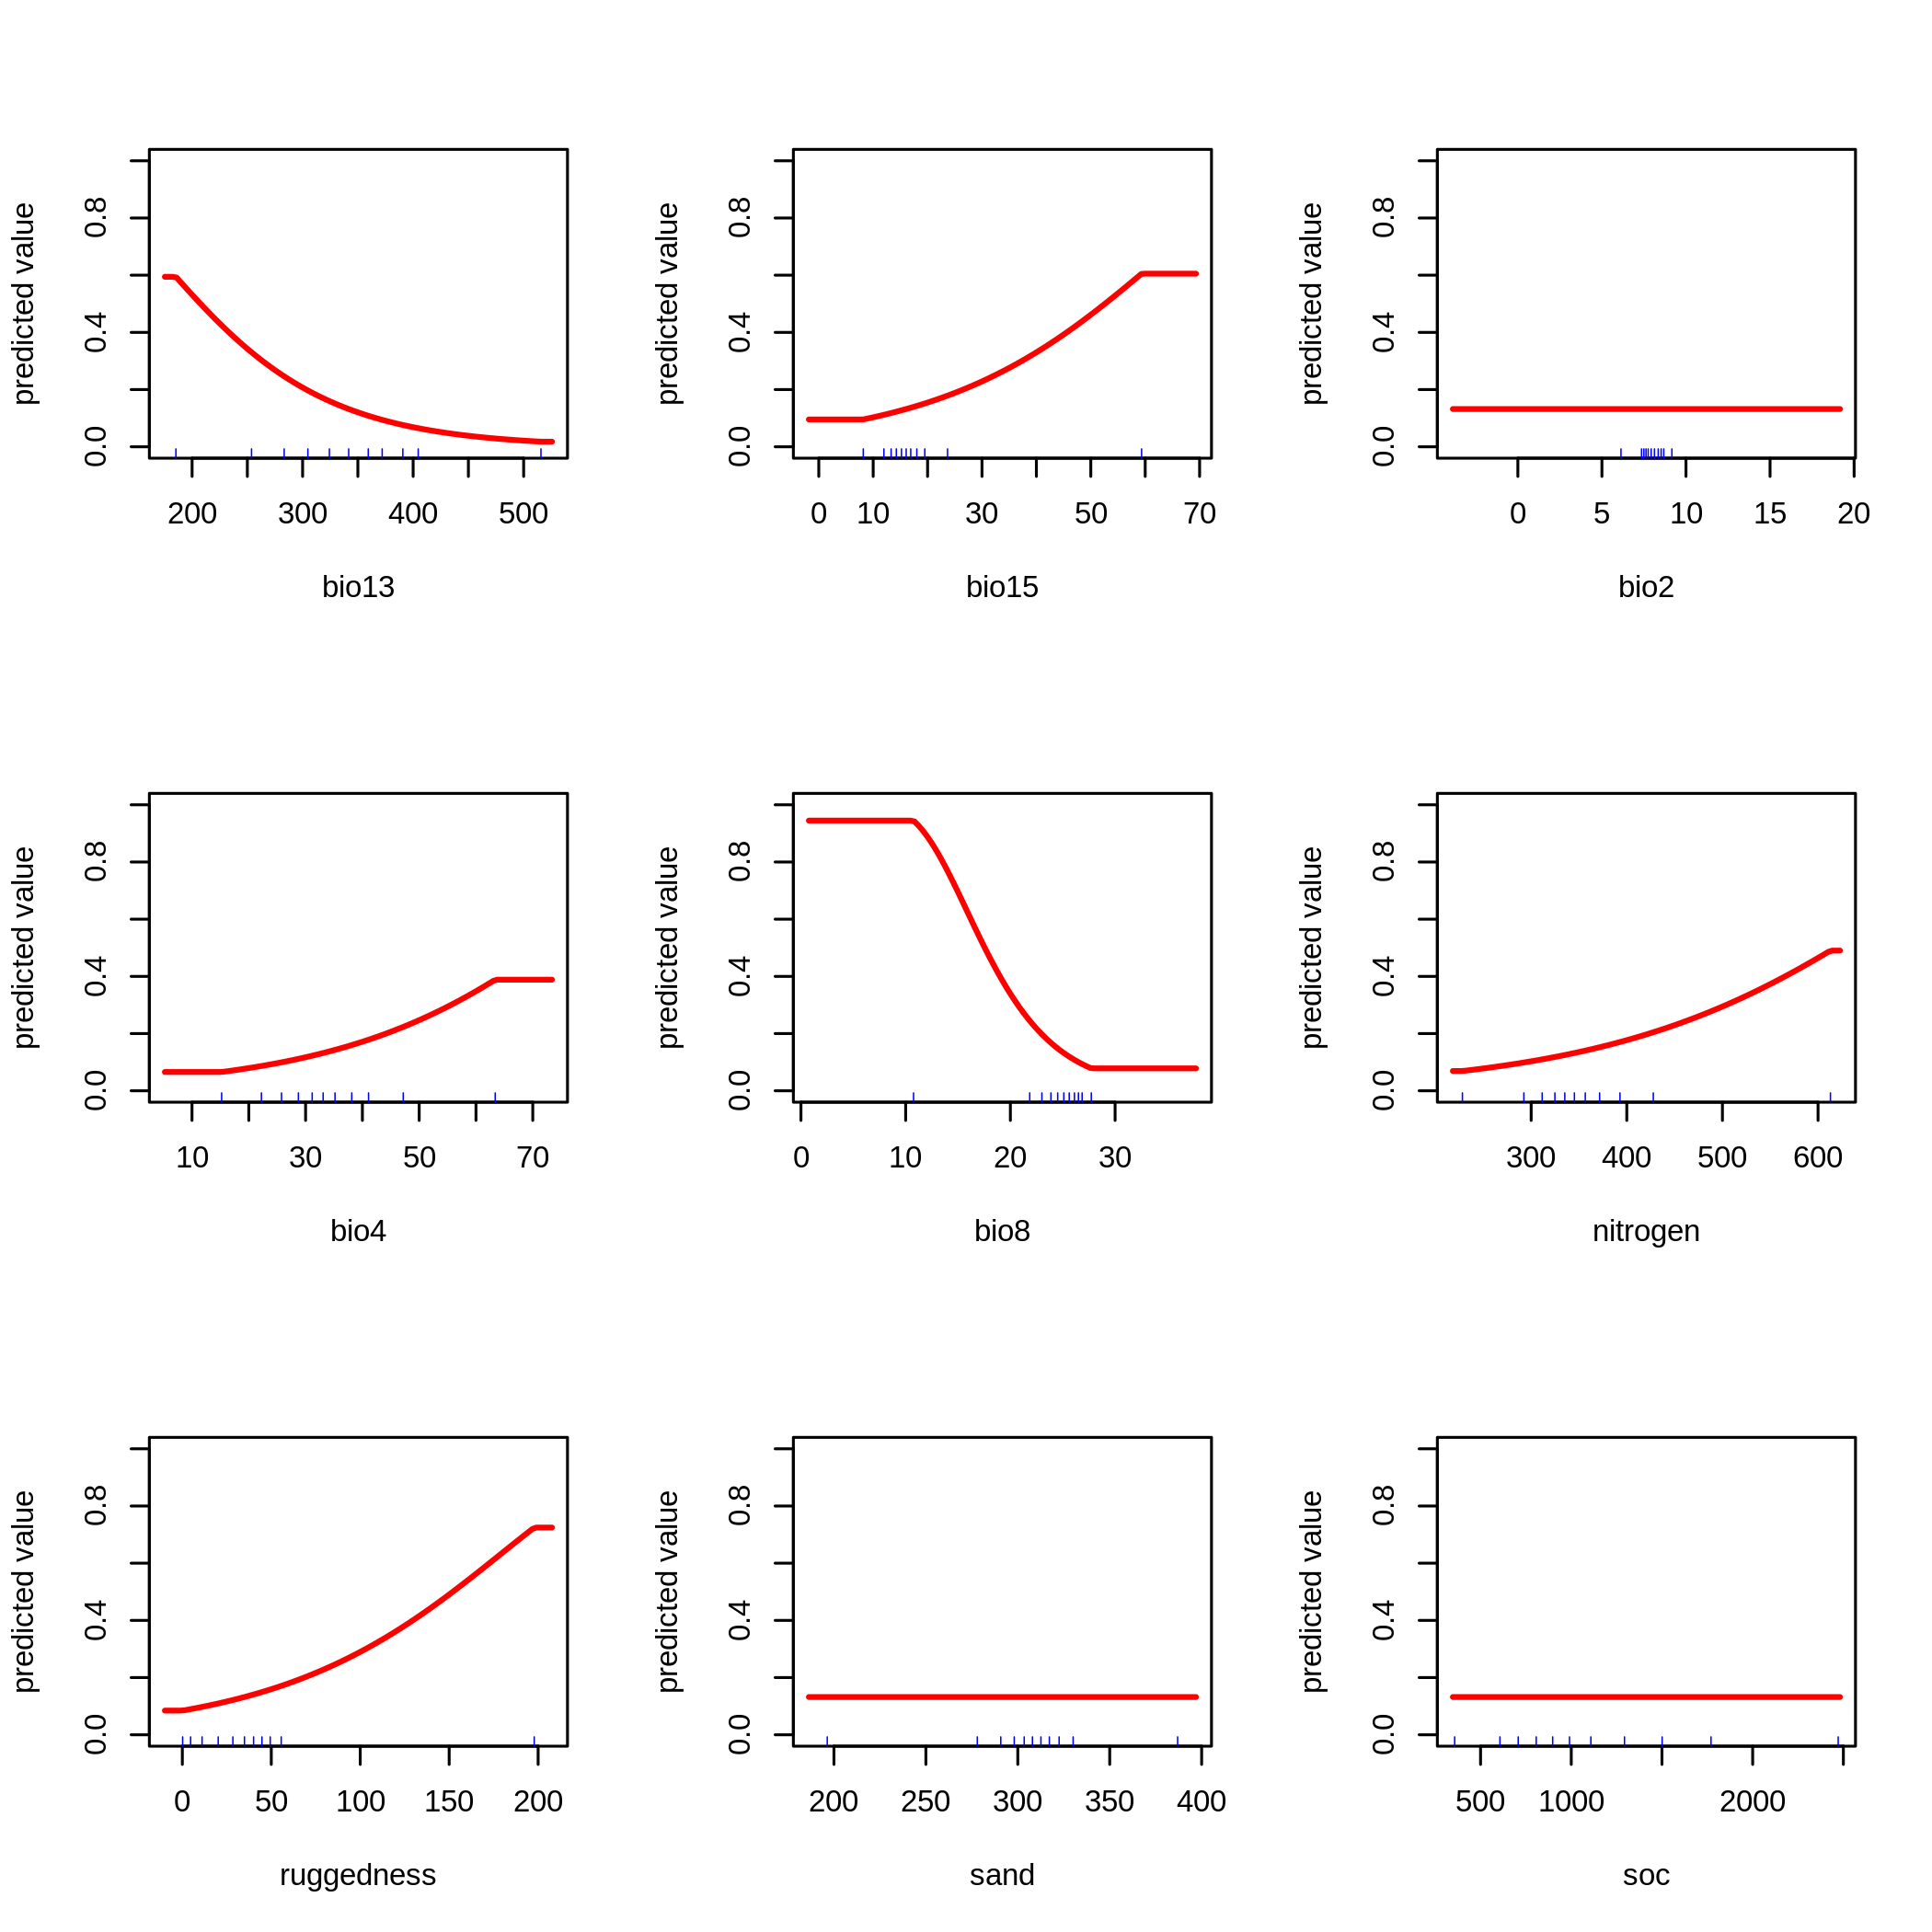 predicted value
0.0 0.4 0.8
200 300 400 500
bio13
predicted value
0.0 0.4 0.8
0 10 30 50 70
bio15
predicted value
0.0 0.4 0.8
0 5 10 15 20
bio2
predicted value
0.0 0.4 0.8
10 30 50 70
bio4
predicted value
0.0 0.4 0.8
0 10 20 30
bio8
predicted value
0.0 0.4 0.8
300 400 500 600
nitrogen
predicted value
0.0 0.4 0.8
0 50 100 150 200
ruggedness
predicted value
0.0 0.4 0.8
200 250 300 350 400
sand
predicted value
0.0 0.4 0.8
500 1000 2000
soc